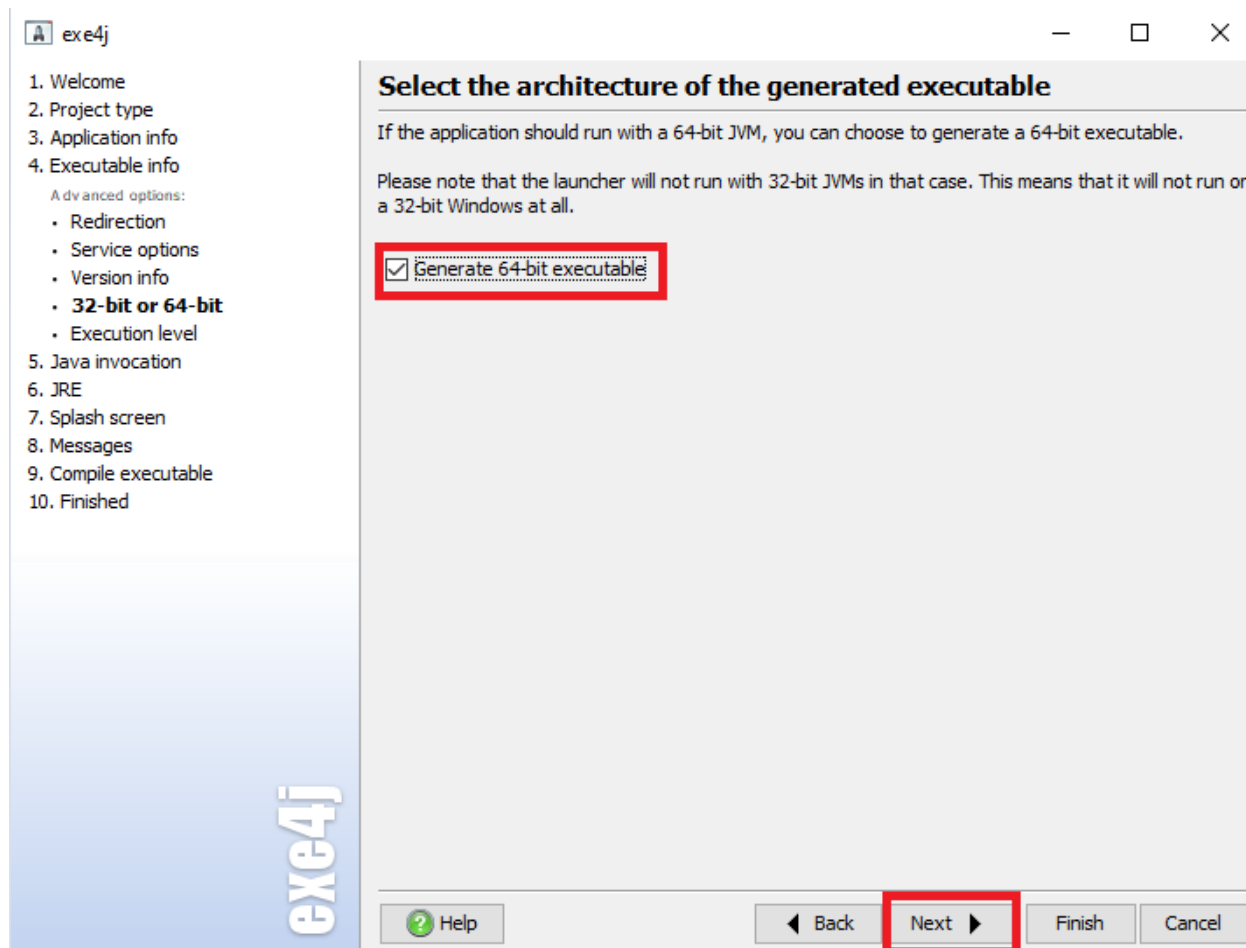 exe4j
1. Welcome
2. Project type
3. Application info
4. Executable info
Advanced options:
• Redirection
• Service options
• Version info
• 32-bit or 64-bit
• Execution level
5. Java invocation
6. JRE
7. Splash screen
8. Messages
9. Compile executable
10. Finished
exe4j
Select the architecture of the generated executable
If the application should run with a 64-bit JVM, you can choose to generate a 64-bit executable.
Please note that the launcher will not run with 32-bit JVMs in that case. This means that it will not run or
a 32-bit Windows at all.
Generate 64-bit executable
Help
Back
Next
Finish
Cancel